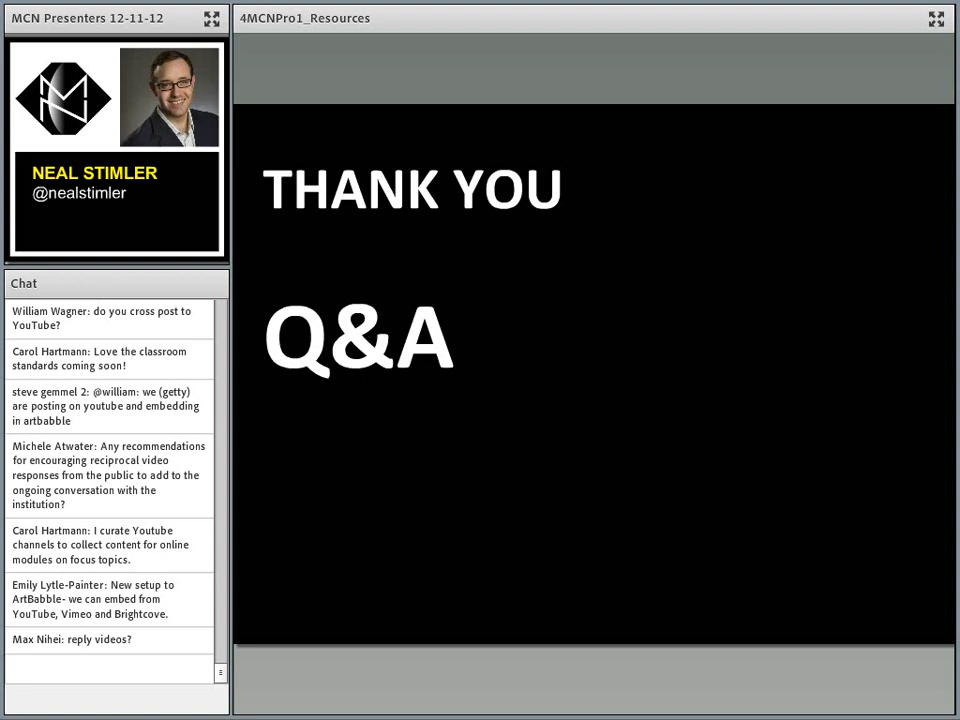 MCN Presenters 12-11-12
NEAL STIMLER
@nealstimler
Chat
William Wagner: do you cross post to
YouTube?
Carol Hartmann: Love the classroom
standards coming soon!
steve gemmel 2: @william: we (getty)
are posting on youtube and embedding
in artbabble
Michele Atwater: Any recommendations
for encouraging reciprocal video
responses from the public to add to the
ongoing conversation with the
institution?
Carol Hartmann: I curate Youtube
channels to collect content for online
modules on focus topics.
Emily Lytle-Painter: New setup to
ArtBabble- we can embed from
YouTube, Vimeo and Brightcove.
Max Nihei: reply videos?
4MCNPro1_Resources
THANK YOU
Q&A